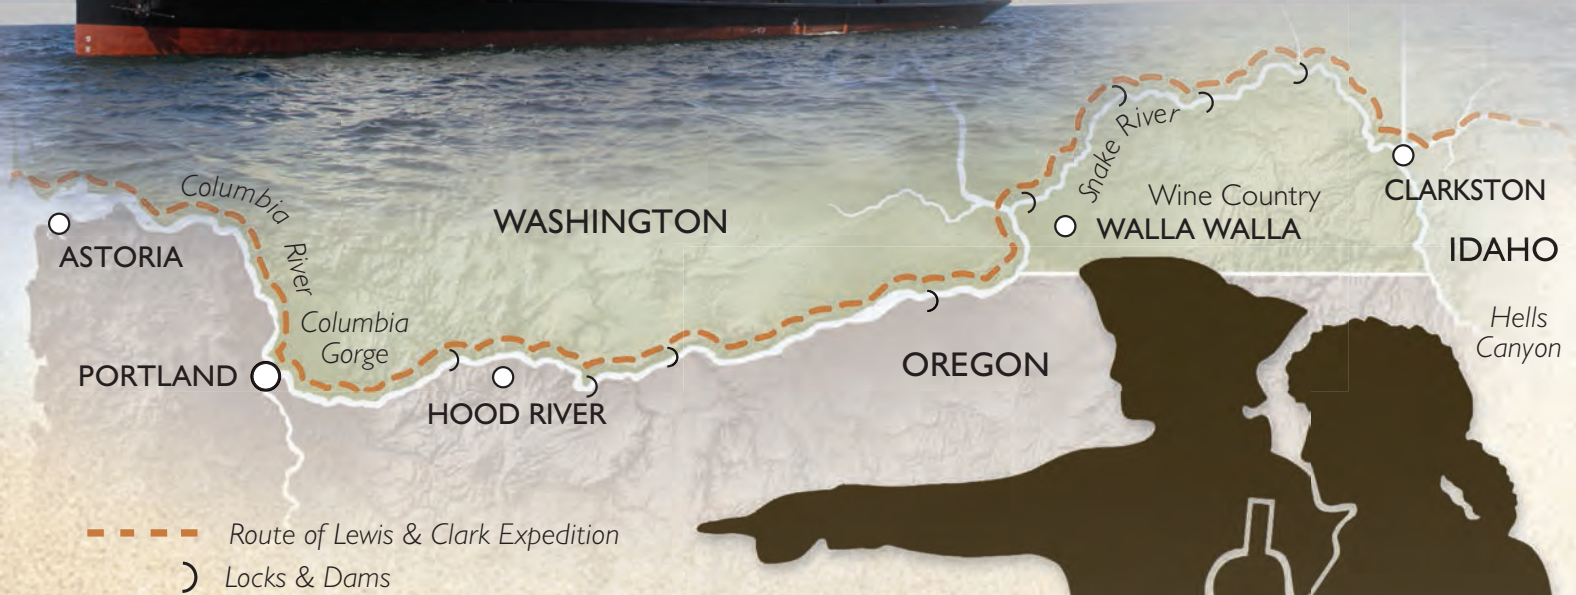 Columbia
River
ASTORIA
WASHINGTON
Snake River
Wine Country
WALLA WALLA
CLARKSTON
IDAHO
Hells
Canyon
Columbia
Gorge
PORTLAND
HOOD RIVER
OREGON
Route of Lewis & Clark Expedition
Locks & Dams